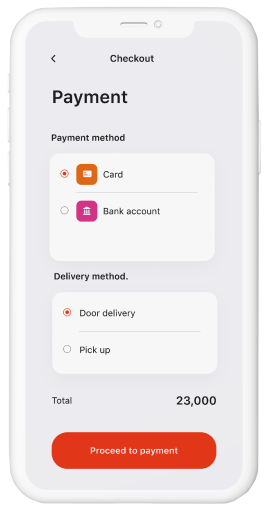 Checkout
Payment
Payment method
Card
Bank account
Delivery method.
Door delivery
Pick up
Total 23,000
Proceed to payment